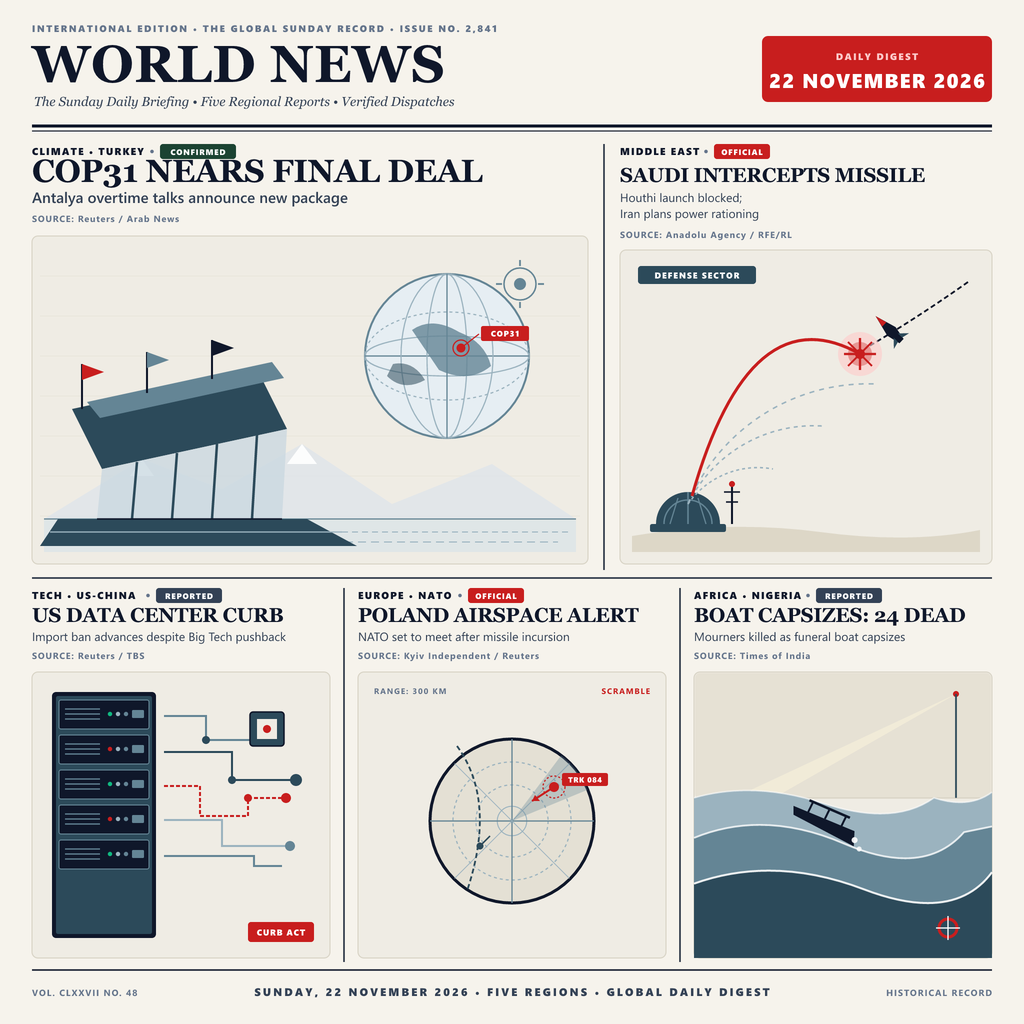 INTERNATIONAL EDITION • THE GLOBAL SUNDAY RECORD • ISSUE NO. 2,841
WORLD NEWS
The Sunday Daily Briefing • Five Regional Reports • Verified Dispatches
DAILY DIGEST
22 NOVEMBER 2026
CLIMATE • TURKEY • CONFIRMED
COP31 NEARS FINAL DEAL
Antalya overtime talks announce new package
SOURCE: Reuters / Arab News
COP31
MIDDLE EAST • OFFICIAL
SAUDI INTERCEPTS MISSILE
Houthi launch blocked;
Iran plans power rationing
SOURCE: Anadolu Agency / RFE/RL
DEFENSE SECTOR
TECH • US-CHINA • REPORTED
US DATA CENTER CURB
Import ban advances despite Big Tech pushback
SOURCE: Reuters / TBS
CURB ACT
EUROPE • NATO • OFFICIAL
POLAND AIRSPACE ALERT
NATO set to meet after missile incursion
SOURCE: Kyiv Independent / Reuters
RANGE: 300 KM
SCRAMBLE
TRK 084
AFRICA • NIGERIA • REPORTED
BOAT CAPSIZES: 24 DEAD
Mourners killed as funeral boat capsizes
SOURCE: Times of India
VOL. CLXXVII NO. 48
SUNDAY, 22 NOVEMBER 2026 • FIVE REGIONS • GLOBAL DAILY DIGEST
HISTORICAL RECORD